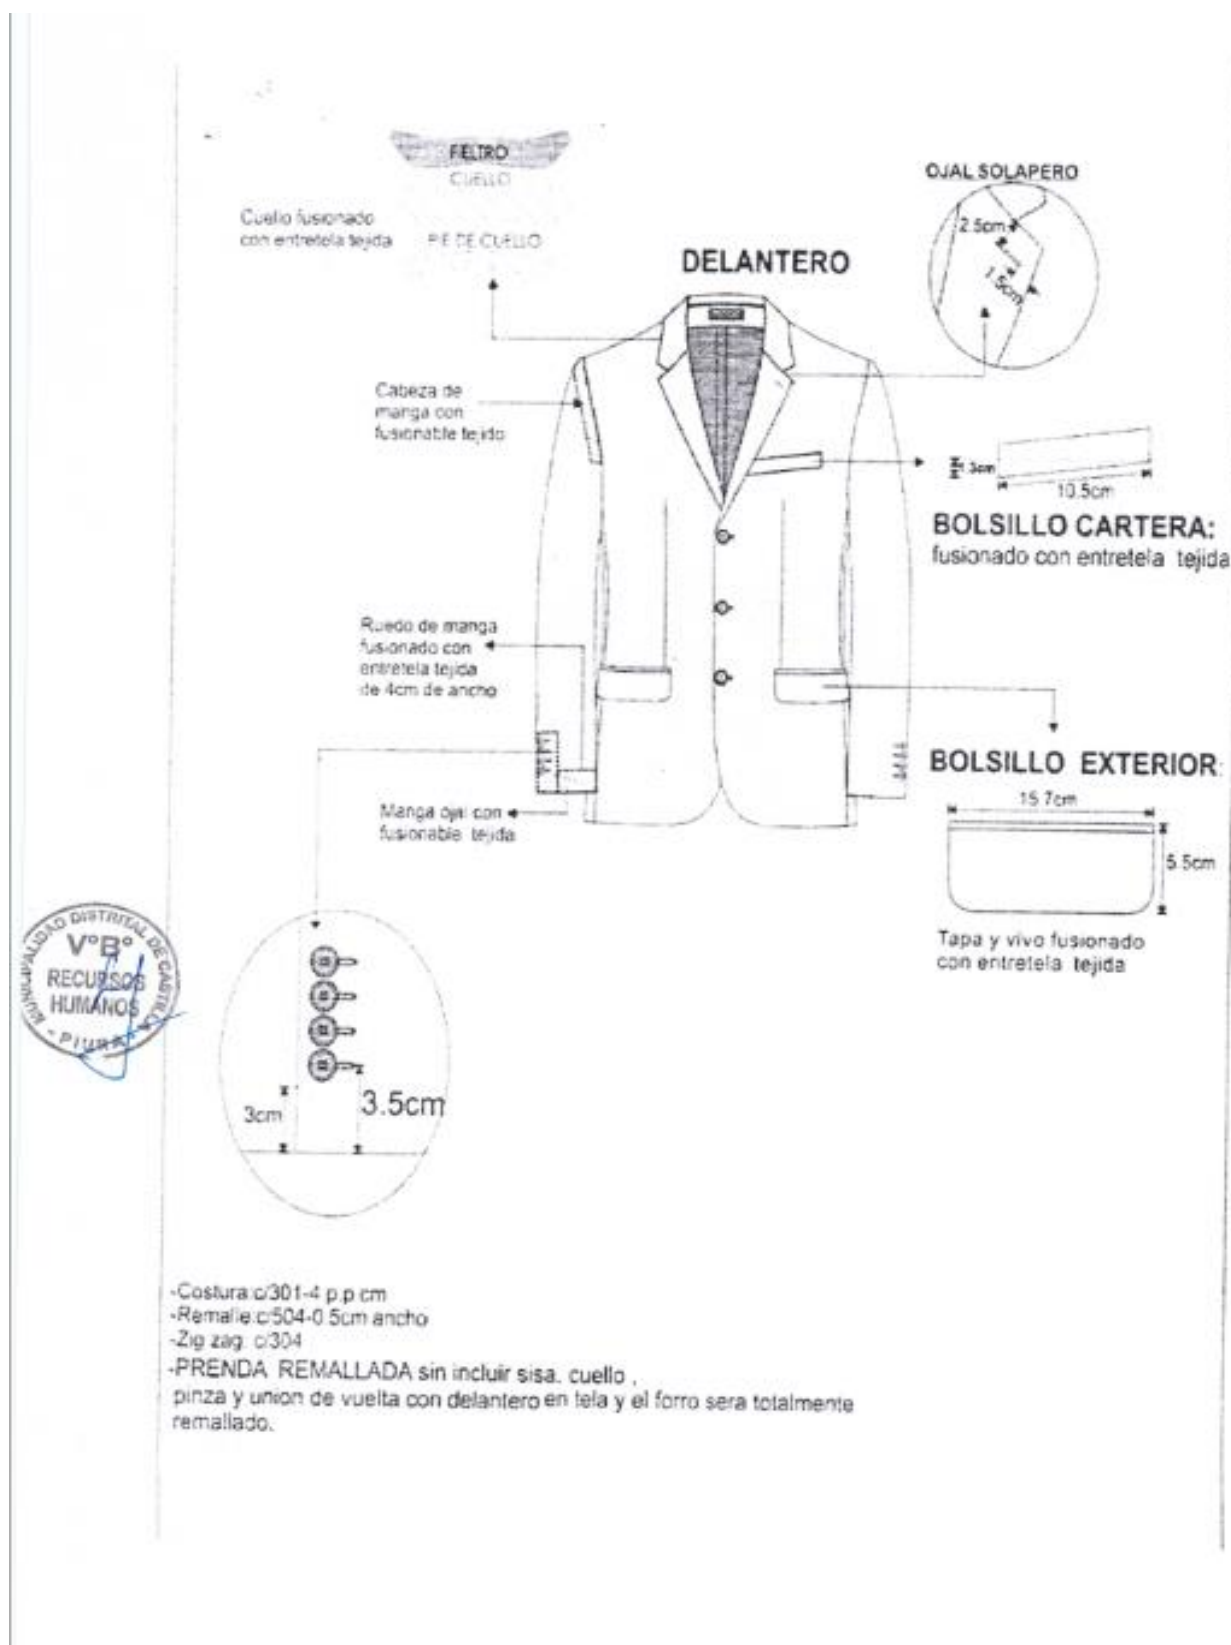 FIELTRO
CUELLO
Cuello fusionado
con entretela tejida
PIE DE CUELLO
OJAL SOLAPERO
2.5cm
1.5cm
DELANTERO
Cabeza de
manga con
fusionable tejido
3cm
10.5cm
BOLSILLO CARTERA:
fusionado con entretela tejida
Ruedo de manga
fusionado con
entretela tejida
de 4cm de ancho
Manga ojal con
fusionable tejida
BOLSILLO EXTERIOR:
15.7cm
5.5cm
Tapa y vivo fusionado
con entretela tejida
MUNICIPALIDAD DISTRITAL DE CASTILLA
V°B°
RECURSOS
HUMANOS
- PIURA -
3cm
3.5cm
-Costura:c/301-4 p.p.cm
-Remalle:c/504-0.5cm ancho
-Zig zag: c/304
-PRENDA REMALLADA sin incluir sisa, cuello ,
pinza y union de vuelta con delantero en tela y el forro sera totalmente
remallado.